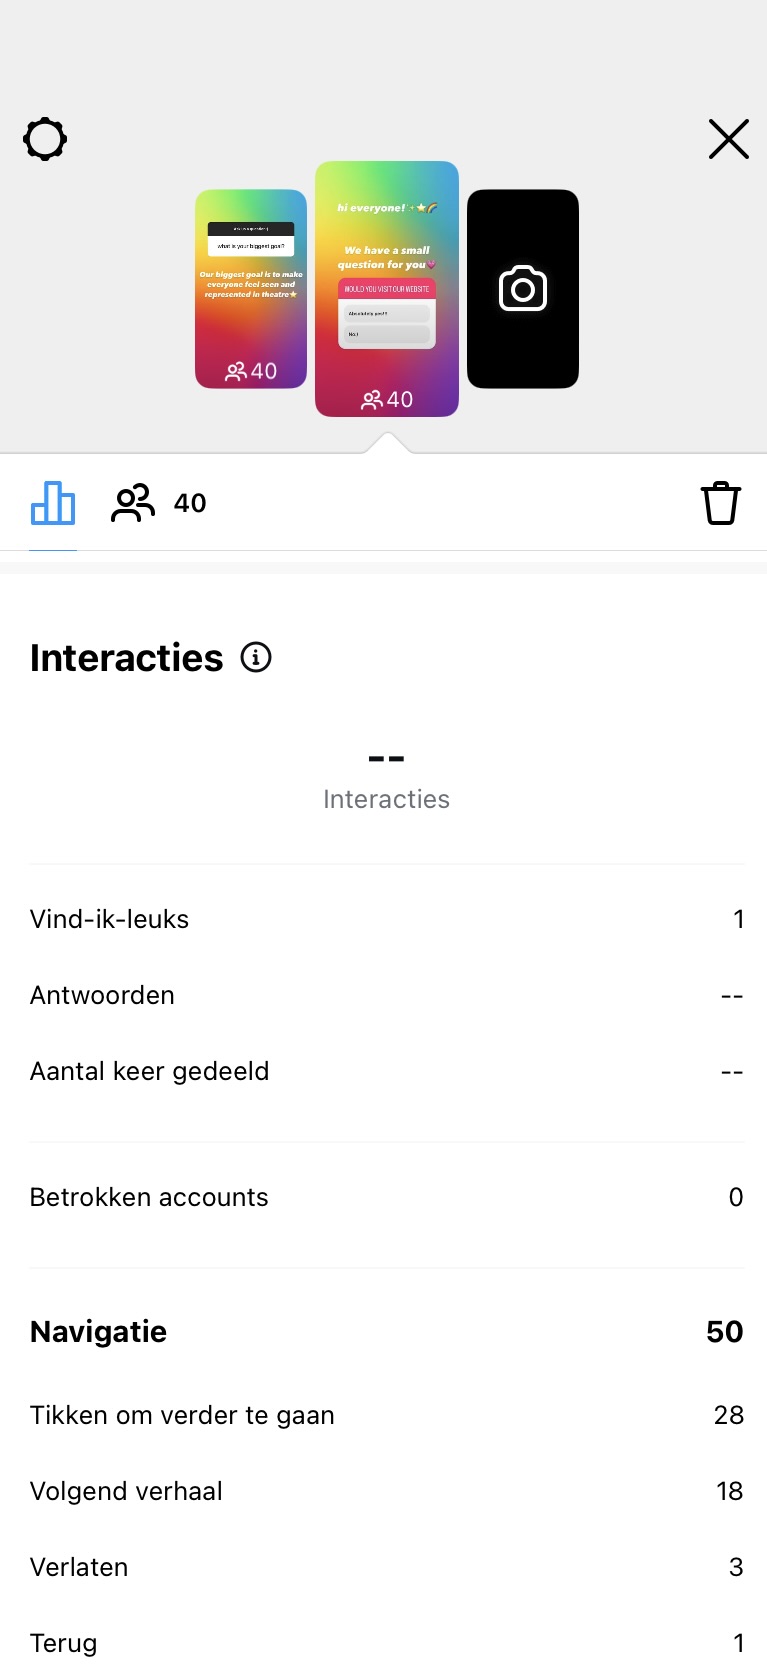 Ask us a question:)
what is your biggest goal?
Our biggest goal is to make
everyone feel seen and
represented in theatre⭐
40
hi everyone!✨⭐🌈
We have a small
question for you💗
WOULD YOU VISIT OUR WEBSITE
Absolutely yes!!!
No:(
40
40
Interacties
--
Interacties
Vind-ik-leuks 1
Antwoorden --
Aantal keer gedeeld --
Betrokken accounts 0
Navigatie 50
Tikken om verder te gaan 28
Volgend verhaal 18
Verlaten 3
Terug 1